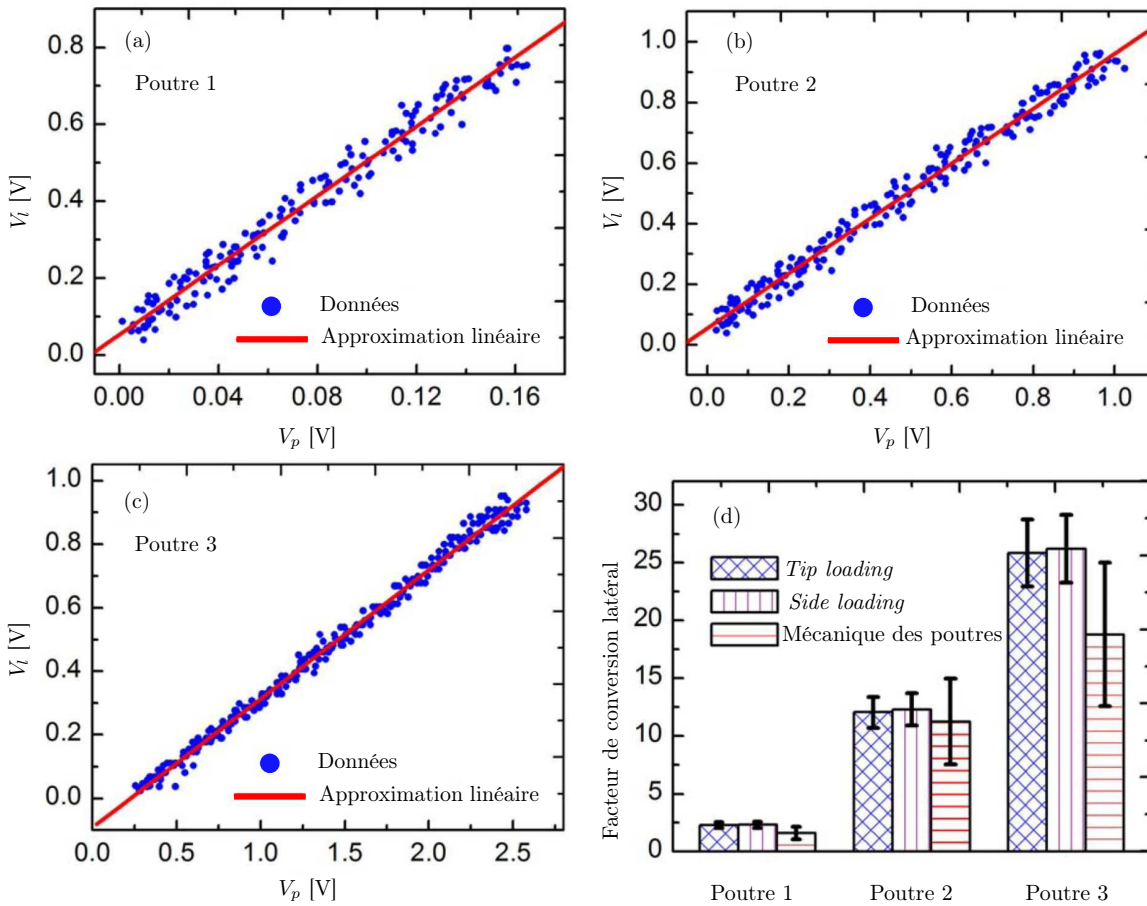 (a)
Poutre 1
0.8
0.6
0.4
0.2
0.0
V_l [V]
Données
Approximation linéaire
0.00 0.04 0.08 0.12 0.16
V_p [V]
(b)
Poutre 2
1.0
0.8
0.6
0.4
0.2
0.0
V_l [V]
Données
Approximation linéaire
0.0 0.2 0.4 0.6 0.8 1.0
V_p [V]
(c)
Poutre 3
1.0
0.8
0.6
0.4
0.2
0.0
V_l [V]
Données
Approximation linéaire
0.0 0.5 1.0 1.5 2.0 2.5
V_p [V]
(d)
30
25
20
15
10
5
0
Facteur de conversion latéral
Tip loading
Side loading
Mécanique des poutres
Poutre 1 Poutre 2 Poutre 3